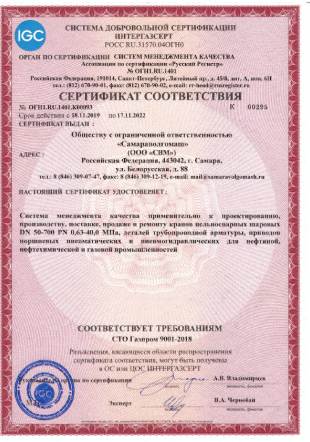 IGC
СИСТЕМА ДОБРОВОЛЬНОЙ СЕРТИФИКАЦИИ
ИНТЕРГАЗСЕРТ
РОСС RU.31570.04ОГН0
ОРГАН ПО СЕРТИФИКАЦИИ СИСТЕМ МЕНЕДЖМЕНТА КАЧЕСТВА
Ассоциации по сертификации «Русский Регистр»
№ ОГН1.RU.1401
Российская Федерация, 191014, Санкт-Петербург, Литейный пр., д. 45/8, лит. А, пом. 6Н
тел.: (812) 670-90-01, факс: (812) 670-90-02, e-mail: rr-head@rusregister.ru
СЕРТИФИКАТ СООТВЕТСТВИЯ
№ ОГН1.RU.1401.К00093 К 00295
Срок действия с 18.11.2019 до 17.11.2022
СЕРТИФИКАТ ВЫДАН :
Обществу с ограниченной ответственностью
«Самараволгомаш»
(ООО «СВМ»)
АДРЕС :
Российская Федерация, 443042, г. Самара,
ул. Белорусская, д. 88
тел.: 8 (846) 309-07-47, факс: 8 (846) 309-12-19, e-mail: mail@samaravolgomash.ru
НАСТОЯЩИЙ СЕРТИФИКАТ УДОСТОВЕРЯЕТ:
Система менеджмента качества применительно к проектированию,
производству, поставке, продаже и ремонту кранов цельносварных шаровых
DN 50-700 PN 0,63-40,0 МПа, деталей трубопроводной арматуры, приводов
поршневых пневматических и пневмогидравлических для нефтяной,
нефтехимической и газовой промышленностей
СООТВЕТСТВУЕТ ТРЕБОВАНИЯМ
СТО Газпром 9001-2018
Разъяснения, касающиеся области распространения
сертификата соответствия, могут быть получены
в ОС или ЦОС ИНТЕРГАЗСЕРТ
Руководитель органа по сертификации А.В. Владимирцев
Эксперт В.А. Чернобай